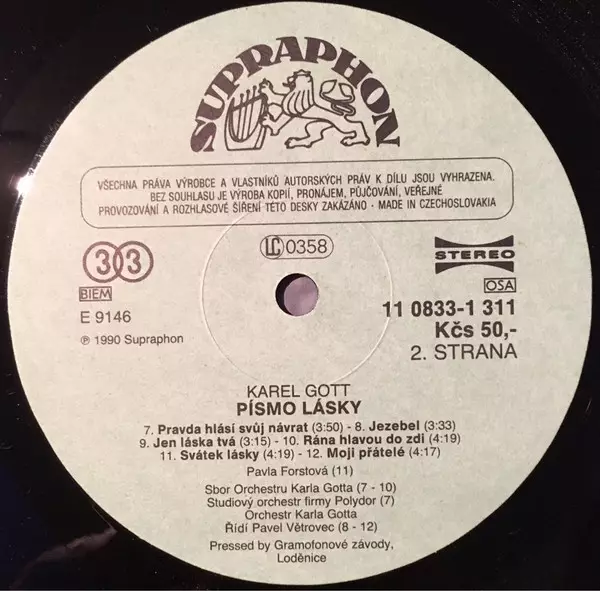 SUPRAPHON
VŠECHNA PRÁVA VÝROBCE A VLASTNÍKŮ AUTORSKÝCH PRÁV K DÍLU JSOU VYHRAZENA.
BEZ SOUHLASU JE VÝROBA KOPIÍ, PRONÁJEM, PŮJČOVÁNÍ, VEŘEJNÉ
PROVOZOVÁNÍ A ROZHLASOVÉ ŠÍŘENÍ TÉTO DESKY ZAKÁZÁNO · MADE IN CZECHOSLOVAKIA
33
BIEM
E 9146
℗ 1990 Supraphon
LC 0358
STEREO
OSA
11 0833-1 311
Kčs 50,-
2. STRANA
KAREL GOTT
PÍSMO LÁSKY
7. Pravda hlásí svůj návrat (3:50) - 8. Jezebel (3:33)
9. Jen láska tvá (3:15) - 10. Rána hlavou do zdi (4:19)
11. Svátek lásky (4:19) - 12. Moji přátelé (4:17)
Pavla Forstová (11)
Sbor Orchestru Karla Gotta (7 - 10)
Studiový orchestr firmy Polydor (7)
Orchestr Karla Gotta
Řídí Pavel Větrovec (8 - 12)
Pressed by Gramofonové závody,
Loděnice